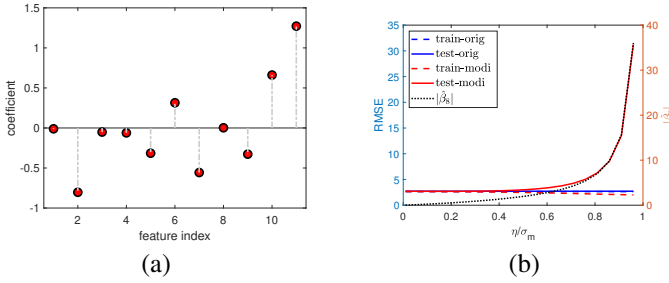 1.5
1
0.5
0
-0.5
-1
coefficient
2
4
6
8
10
feature index
(a)
35
30
25
20
15
10
5
0
RMSE
train-orig
test-orig
train-modi
test-modi
|β̂₈|
40
30
20
10
0
0
0.2
0.4
0.6
0.8
1
η/σₘ
(b)